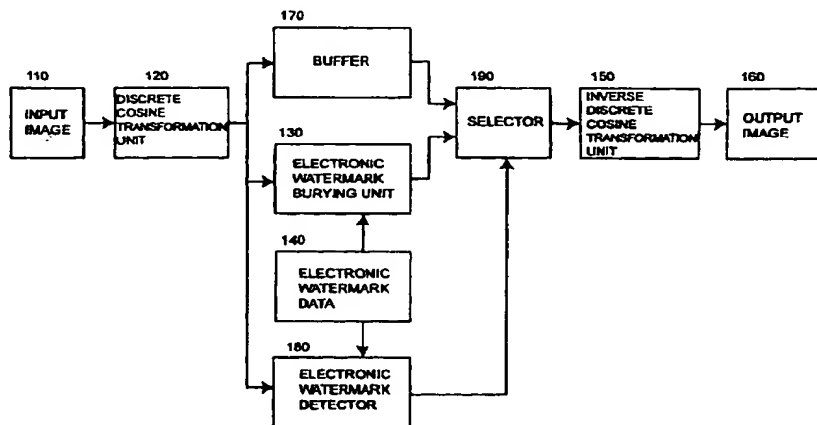 170
BUFFER
110
INPUT
IMAGE
120
DISCRETE
COSINE
TRANSFORMATION
UNIT
130
ELECTRONIC
WATERMARK
BURYING UNIT
190
SELECTOR
150
INVERSE
DISCRETE
COSINE
TRANSFORMATION
UNIT
160
OUTPUT
IMAGE
140
ELECTRONIC
WATERMARK
DATA
180
ELECTRONIC
WATERMARK
DETECTOR